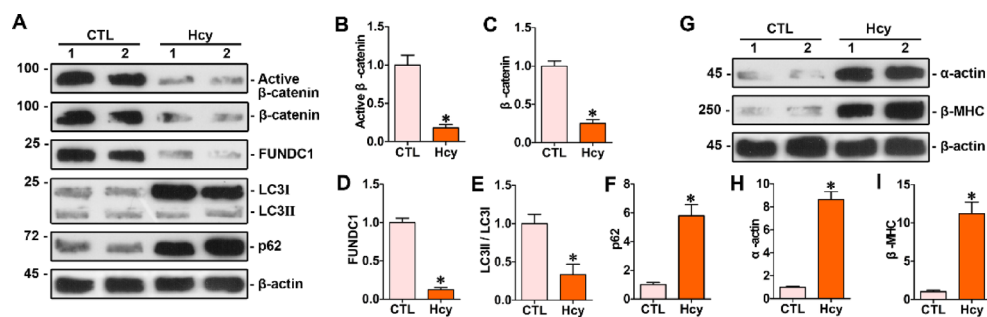 A
CTL Hcy
1 2 1 2
100 - - Active
β-catenin
100 - - β-catenin
25 - - FUNDC1
25 - - LC3I
- LC3II
72 - - p62
45 - - β-actin
B
Active β -catenin
1.5
1.0
0.5
0.0
*
CTL Hcy
C
β -catenin
1.5
1.0
0.5
0.0
*
CTL Hcy
D
FUNDC1
1.5
1.0
0.5
0.0
*
CTL Hcy
E
LC3II / LC3I
1.5
1.0
0.5
0.0
*
CTL Hcy
F
p62
8
6
4
2
0
*
CTL Hcy
G
CTL Hcy
1 2 1 2
45 - - α-actin
250 - - β-MHC
45 - - β-actin
H
α -actin
10
8
6
4
2
0
*
CTL Hcy
I
β -MHC
15
10
5
0
*
CTL Hcy